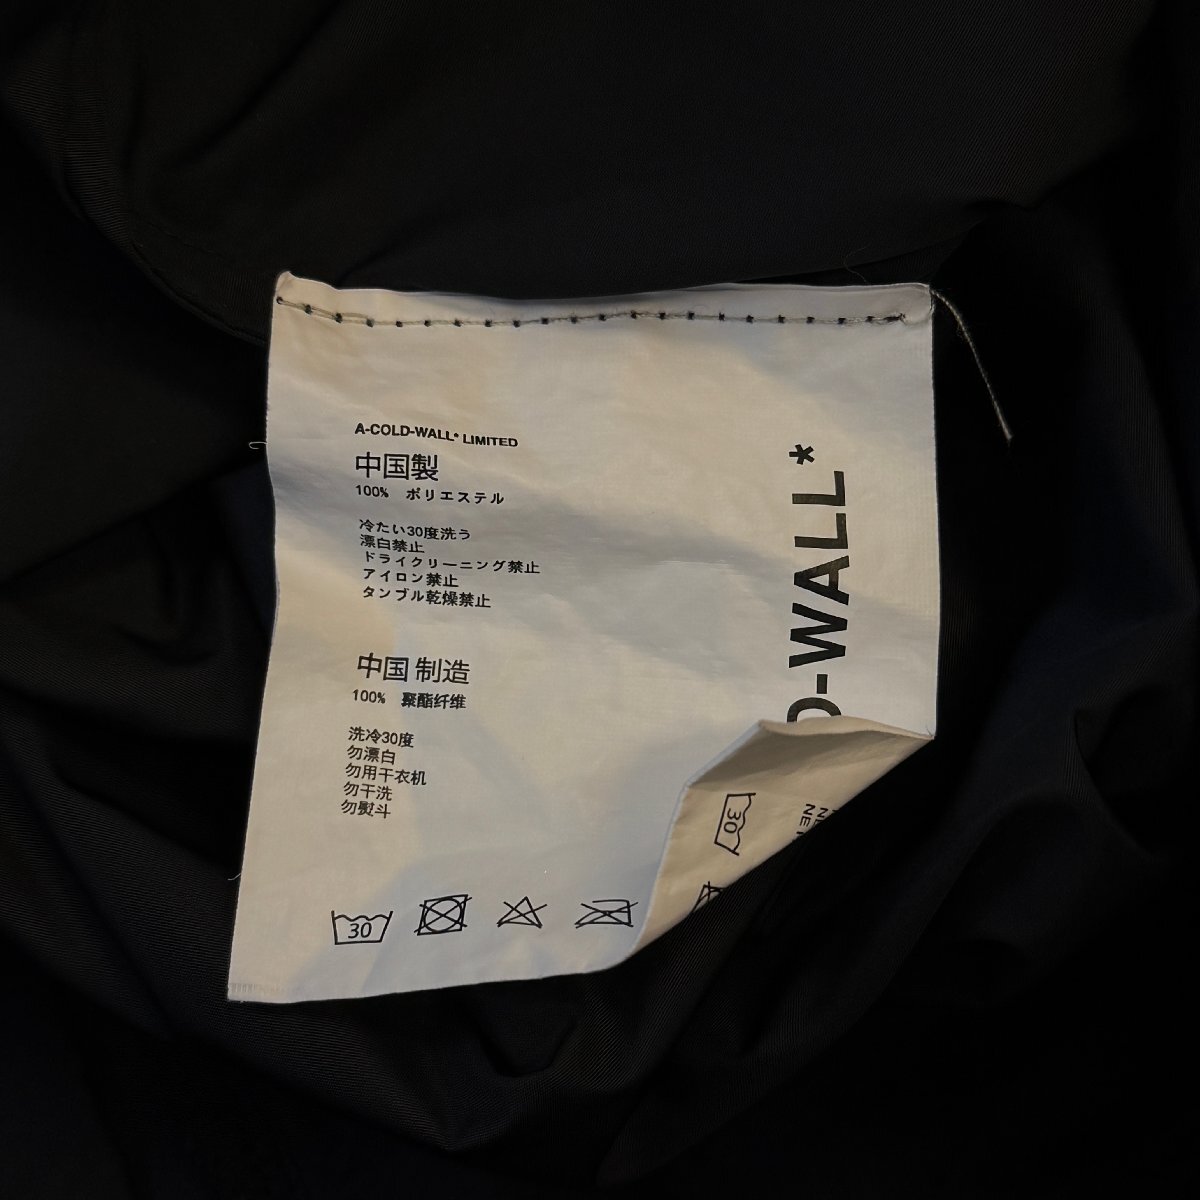 A-COLD-WALL* LIMITED
中国製
100% ポリエステル
冷たい30度洗う
漂白禁止
ドライクリーニング禁止
アイロン禁止
タンブル乾燥禁止
中国 制造
100% 聚酯纤维
洗冷30度
勿漂白
勿用干衣机
勿干洗
勿熨斗
30
D-WALL*
30
NE